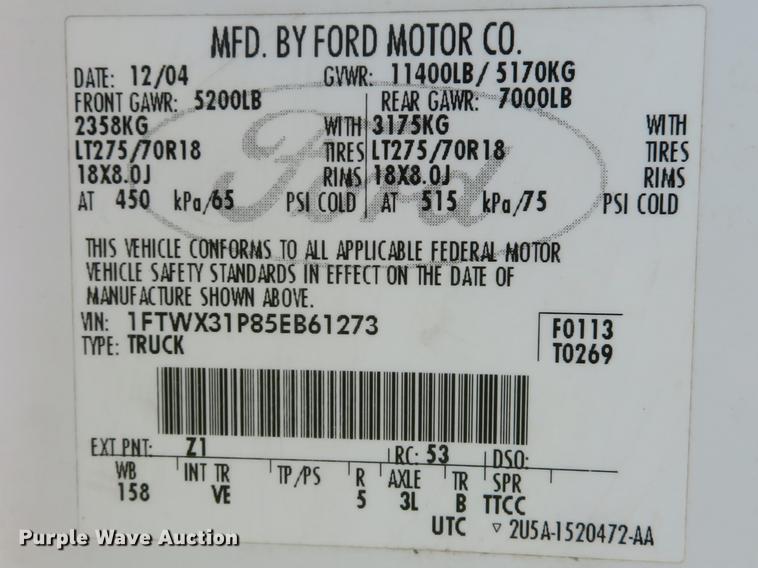 MFD. BY FORD MOTOR CO.
DATE: 12/04 GVWR: 11400LB/ 5170KG
FRONT GAWR: 5200LB REAR GAWR: 7000LB
2358KG WITH 3175KG WITH
LT275/70R18 TIRES LT275/70R18 TIRES
18X8.0J RIMS 18X8.0J RIMS
AT 450 kPa/65 PSI COLD AT 515 kPa/75 PSI COLD
Ford
THIS VEHICLE CONFORMS TO ALL APPLICABLE FEDERAL MOTOR
VEHICLE SAFETY STANDARDS IN EFFECT ON THE DATE OF
MANUFACTURE SHOWN ABOVE.
VIN: 1FTWX31P85EB61273 F0113
TYPE: TRUCK T0269
EXT PNT: Z1 RC: 53 DSO:
WB INT TR TP/PS R AXLE TR SPR
158 VE 5 3L B TTCC
UTC ▽ 2U5A-1520472-AA
Purple Wave Auction